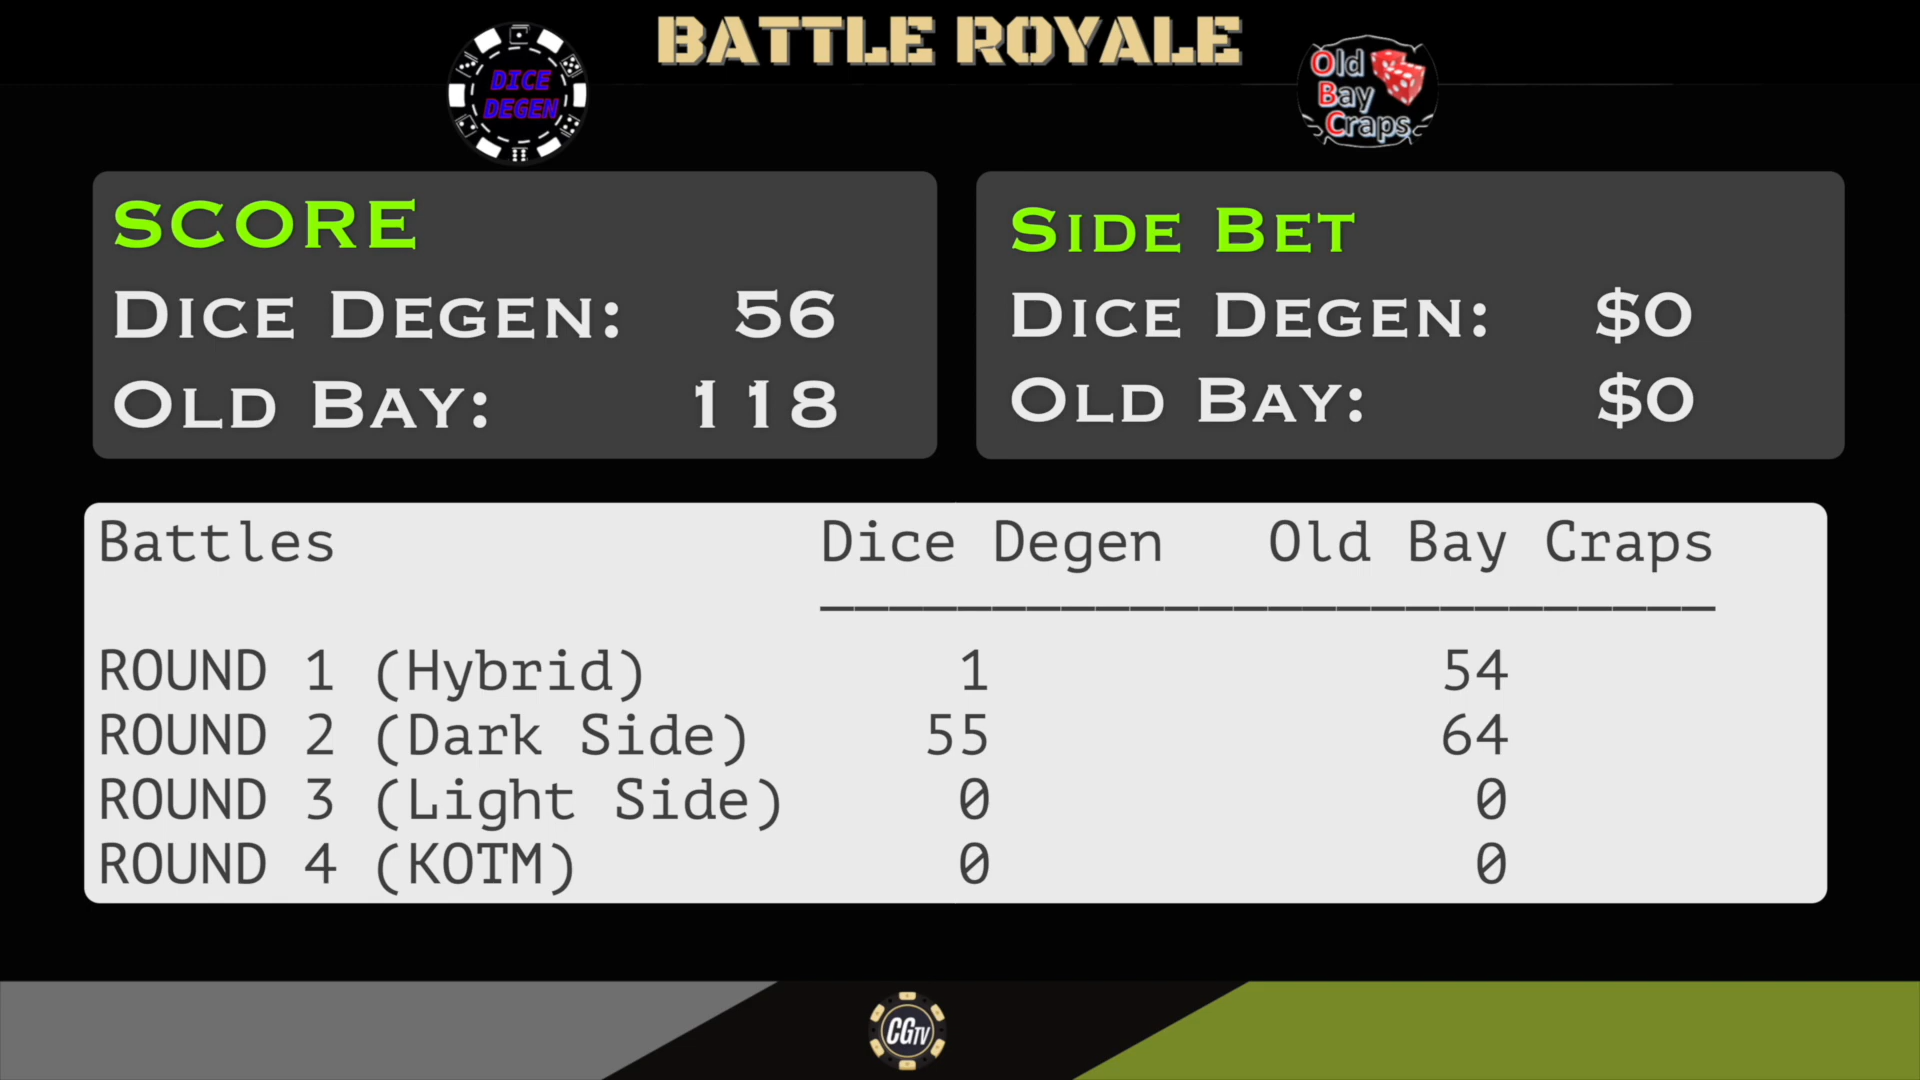 BATTLE ROYALE
DICE
DEGEN
Old
Bay
Craps
SCORE
DICE DEGEN: 56
OLD BAY: 118
SIDE BET
DICE DEGEN: $0
OLD BAY: $0
Battles Dice Degen Old Bay Craps
ROUND 1 (Hybrid) 1 54
ROUND 2 (Dark Side) 55 64
ROUND 3 (Light Side) 0 0
ROUND 4 (KOTM) 0 0
CGTV